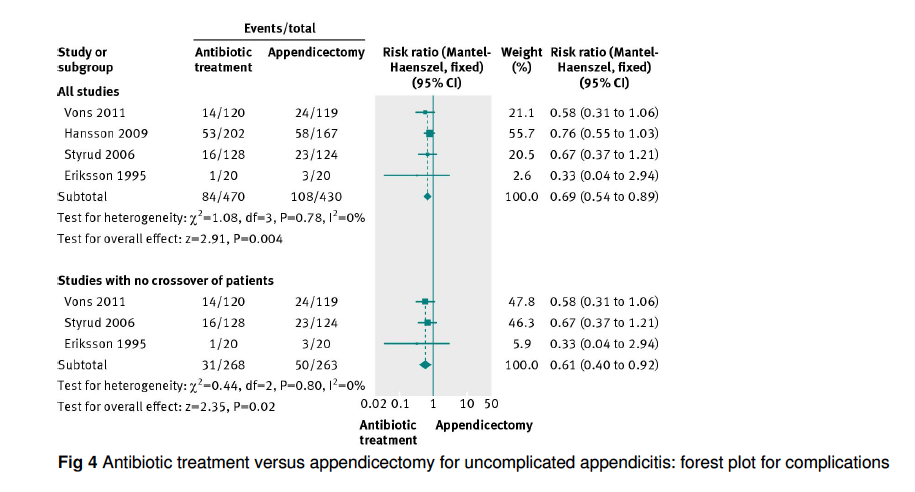 Events/total
Study or subgroup Antibiotic treatment Appendicectomy Risk ratio (Mantel-Haenszel, fixed) (95% CI) Weight (%) Risk ratio (Mantel-Haenszel, fixed) (95% CI)
All studies
Vons 2011 14/120 24/119 21.1 0.58 (0.31 to 1.06)
Hansson 2009 53/202 58/167 55.7 0.76 (0.55 to 1.03)
Styrud 2006 16/128 23/124 20.5 0.67 (0.37 to 1.21)
Eriksson 1995 1/20 3/20 2.6 0.33 (0.04 to 2.94)
Subtotal 84/470 108/430 100.0 0.69 (0.54 to 0.89)
Test for heterogeneity: χ²=1.08, df=3, P=0.78, I²=0%
Test for overall effect: z=2.91, P=0.004
Studies with no crossover of patients
Vons 2011 14/120 24/119 47.8 0.58 (0.31 to 1.06)
Styrud 2006 16/128 23/124 46.3 0.67 (0.37 to 1.21)
Eriksson 1995 1/20 3/20 5.9 0.33 (0.04 to 2.94)
Subtotal 31/268 50/263 100.0 0.61 (0.40 to 0.92)
Test for heterogeneity: χ²=0.44, df=2, P=0.80, I²=0%
Test for overall effect: z=2.35, P=0.02
0.02 0.1 1 10 50
Antibiotic treatment Appendicectomy
Fig 4 Antibiotic treatment versus appendicectomy for uncomplicated appendicitis: forest plot for complications